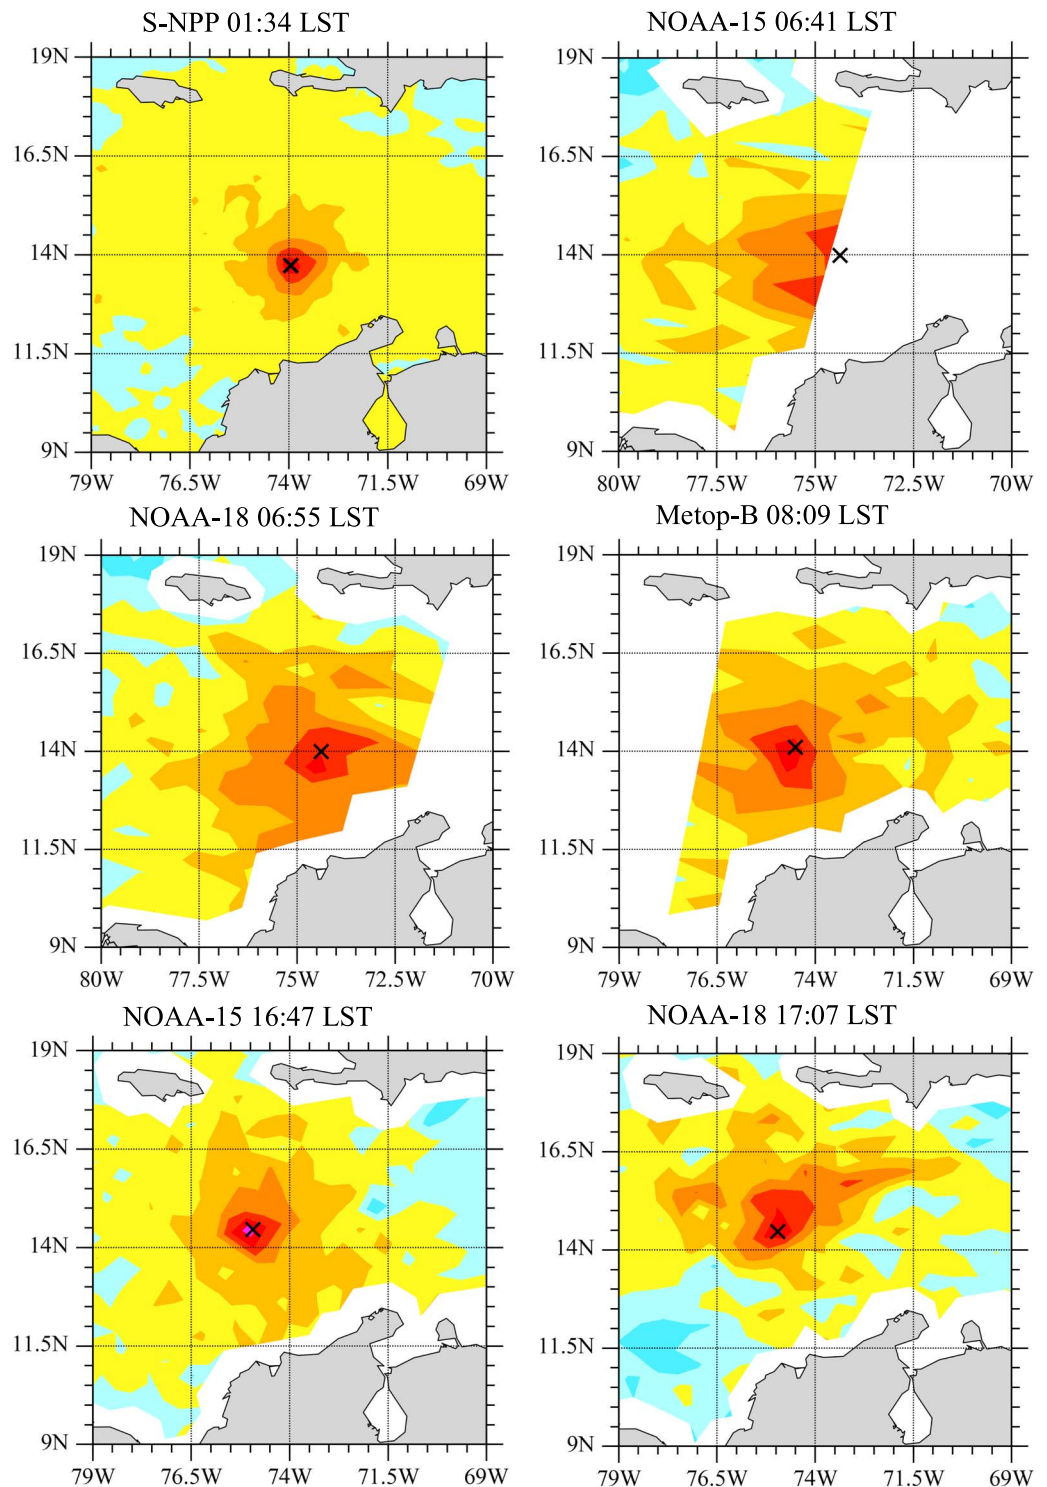 S-NPP 01:34 LST
NOAA-15 06:41 LST
19N
16.5N
14N
11.5N
9N
79W 76.5W 74W 71.5W 69W
19N
16.5N
14N
11.5N
9N
80W 77.5W 75W 72.5W 70W
NOAA-18 06:55 LST
Metop-B 08:09 LST
19N
16.5N
14N
11.5N
9N
80W 77.5W 75W 72.5W 70W
19N
16.5N
14N
11.5N
9N
79W 76.5W 74W 71.5W 69W
NOAA-15 16:47 LST
NOAA-18 17:07 LST
19N
16.5N
14N
11.5N
9N
79W 76.5W 74W 71.5W 69W
19N
16.5N
14N
11.5N
9N
79W 76.5W 74W 71.5W 69W